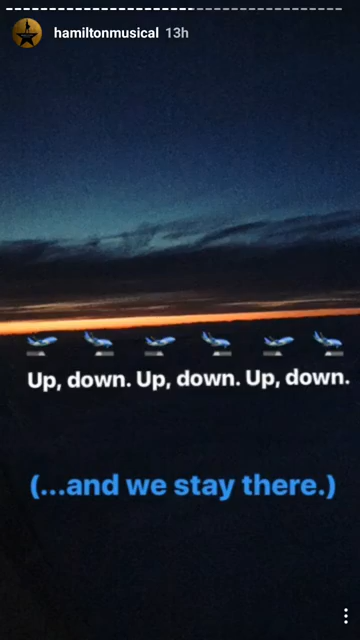 hamiltonmusical 13h
Up, down. Up, down. Up, down.
(...and we stay there.)